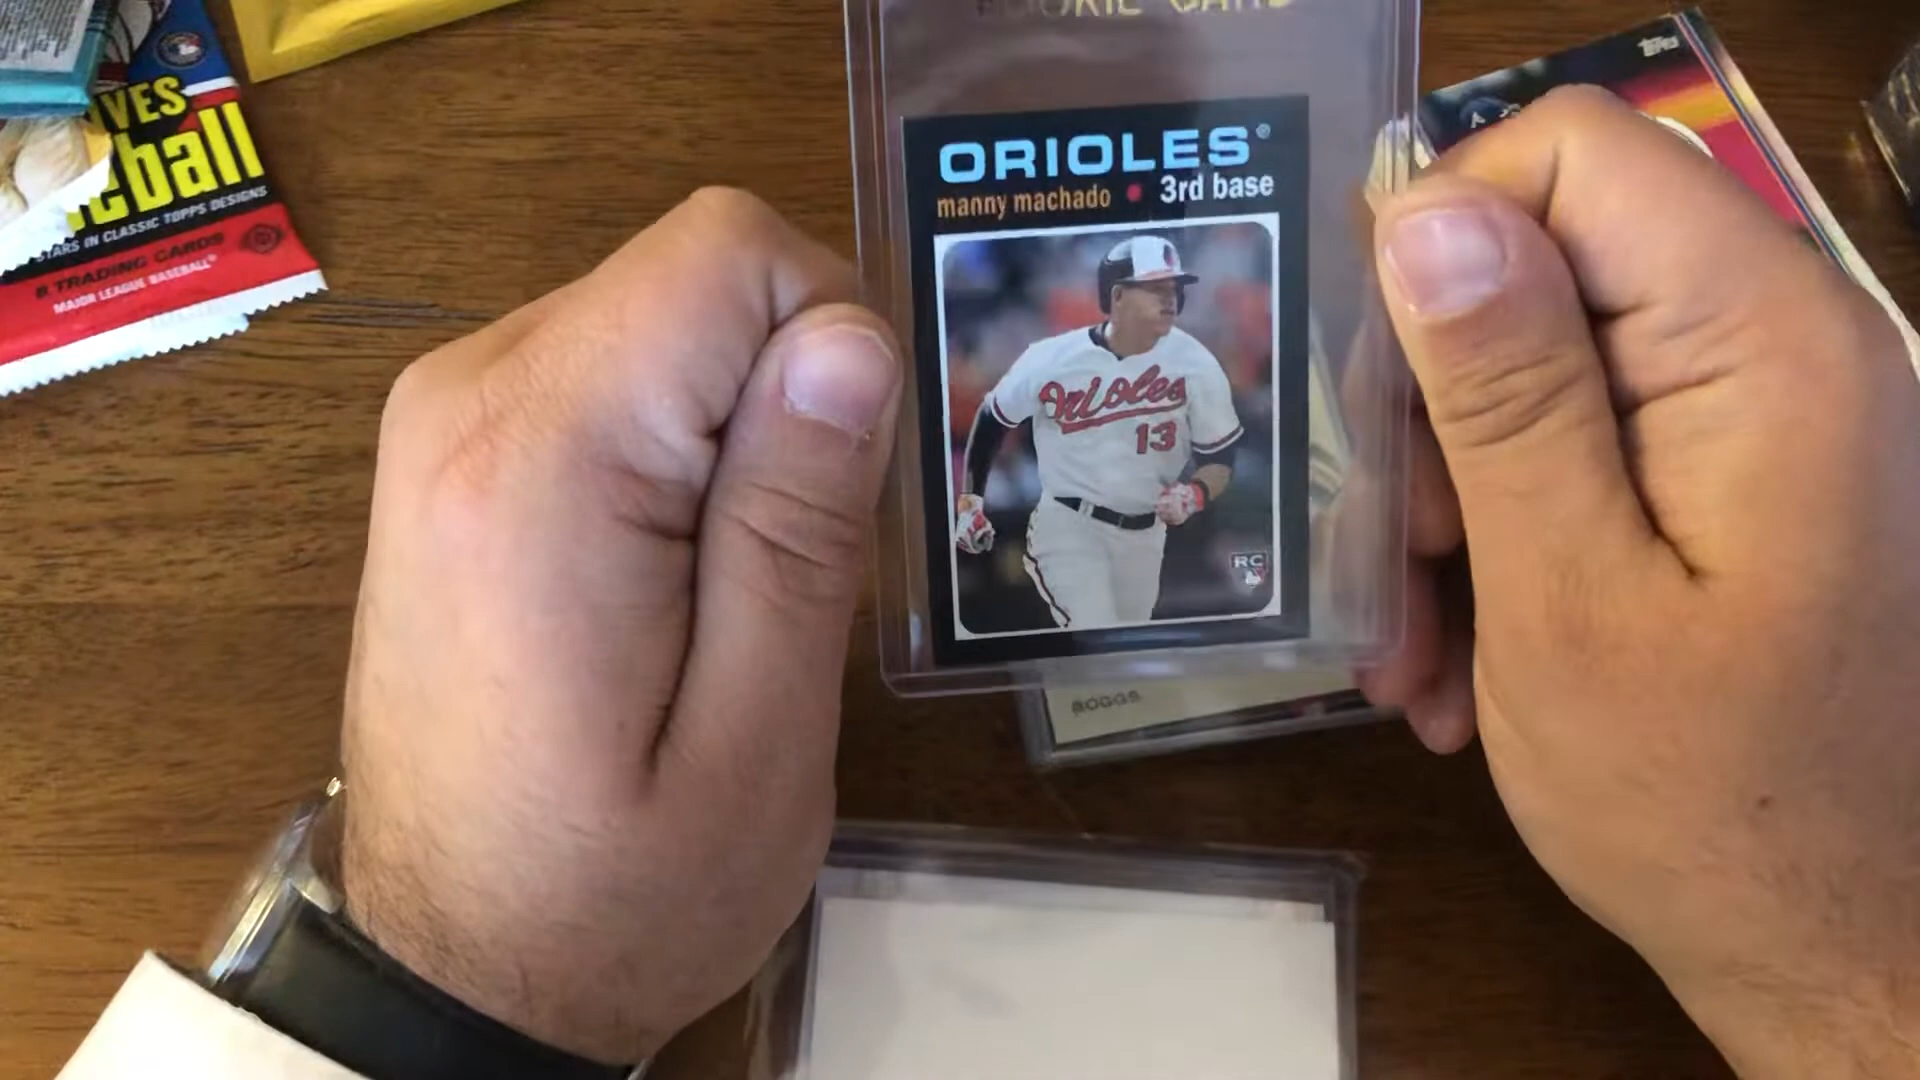 ROOKIE CARD
VES
eball
STARS IN CLASSIC TOPPS DESIGNS
8 TRADING CARDS
MAJOR LEAGUE BASEBALL®
ORIOLES®
manny machado • 3rd base
Orioles
13
RC
BOGGS
Topps
A